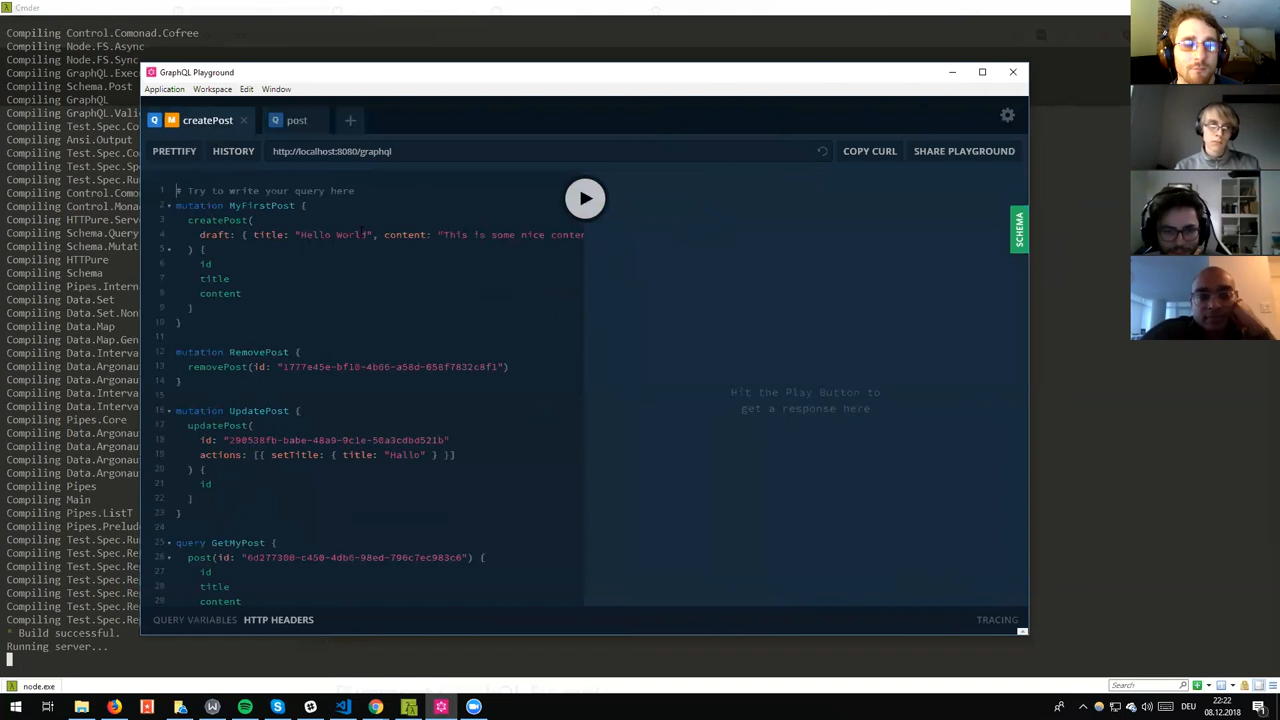 Cmder
Compiling Control.Comonad.Cofree
Compiling Node.FS.Async
Compiling Node.FS.Sync
Compiling GraphQL.Exec
Compiling Schema.Post
Compiling GraphQL
Compiling GraphQL.Vali
Compiling Test.Spec.Co
Compiling Ansi.Output
Compiling Test.Spec.Sp
Compiling Control.Como
Compiling Control.Como
Compiling HTTPure.Serv
Compiling Schema.Query
Compiling Schema.Mutat
Compiling HTTPure
Compiling Schema
Compiling Pipes.Intern
Compiling Data.Set
Compiling Data.Set.Non
Compiling Data.Map
Compiling Data.Map.Gen
Compiling Data.Interva
Compiling Data.Argonau
Compiling Data.Interva
Compiling Data.Interva
Compiling Pipes.Core
Compiling Data.Argonau
Compiling Data.Argonau
Compiling Data.Argonau
Compiling Pipes
Compiling Main
Compiling Pipes.ListT
Compiling Pipes.Prelud
Compiling Test.Spec.Ru
Compiling Test.Spec.Re
Compiling Test.Spec.Re
Compiling Test.Spec.Re
Compiling Test.Spec.Re
Compiling Test.Spec.Re
Compiling Test.Spec.Re
* Build successful.
Running server...
GraphQL Playground
Application Workspace Edit Window
Q M createPost Q post
PRETTIFY HISTORY http://localhost:8080/graphql COPY CURL SHARE PLAYGROUND
1 # Try to write your query here
2 mutation MyFirstPost {
3 createPost(
4 draft: { title: "Hello World", content: "This is some nice conten
5 ) {
6 id
7 title
8 content
9 }
10 }
11
12 mutation RemovePost {
13 removePost(id: "1777e45e-bf10-4b66-a58d-658f7832c8f1")
14 }
15
16 mutation UpdatePost {
17 updatePost(
18 id: "290538fb-babe-48a9-9c1e-50a3cdbd521b"
19 actions: [{ setTitle: { title: "Hallo" } }]
20 ) {
21 id
22 }
23 }
24
25 query GetMyPost {
26 post(id: "6d277300-c450-4db6-98ed-796c7ec983c6") {
27 id
28 title
29 content
Hit the Play Button to
get a response here
SCHEMA
QUERY VARIABLES HTTP HEADERS TRACING
node.exe
Search
DEU
22:22
08.12.2018